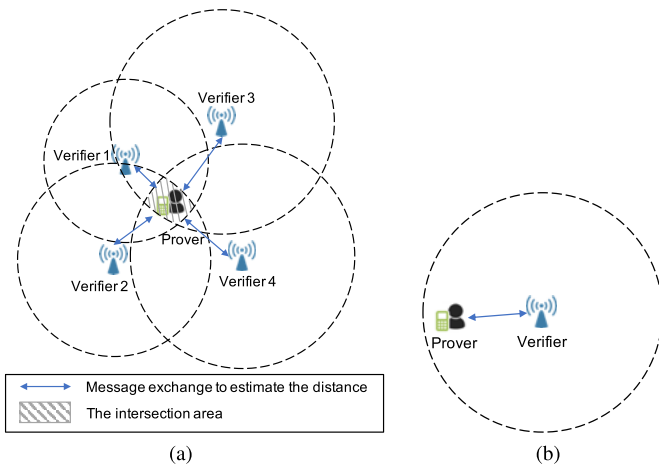 Verifier 3
Verifier 1
Prover
Verifier 2
Verifier 4
Message exchange to estimate the distance
The intersection area
(a)
Prover
Verifier
(b)